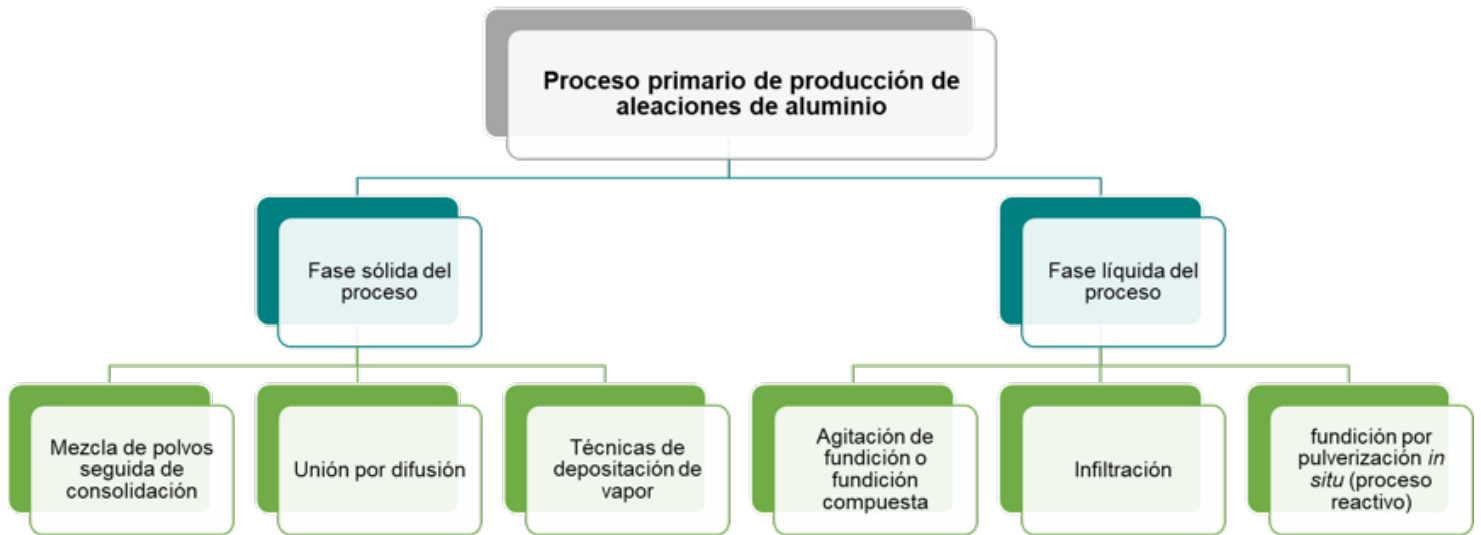 Proceso primario de producción de
aleaciones de aluminio
Fase sólida del
proceso
Fase líquida del
proceso
Mezcla de polvos
seguida de
consolidación
Unión por difusión
Técnicas de
depositación de
vapor
Agitación de
fundición o
fundición
compuesta
Infiltración
fundición por
pulverización in
situ (proceso
reactivo)